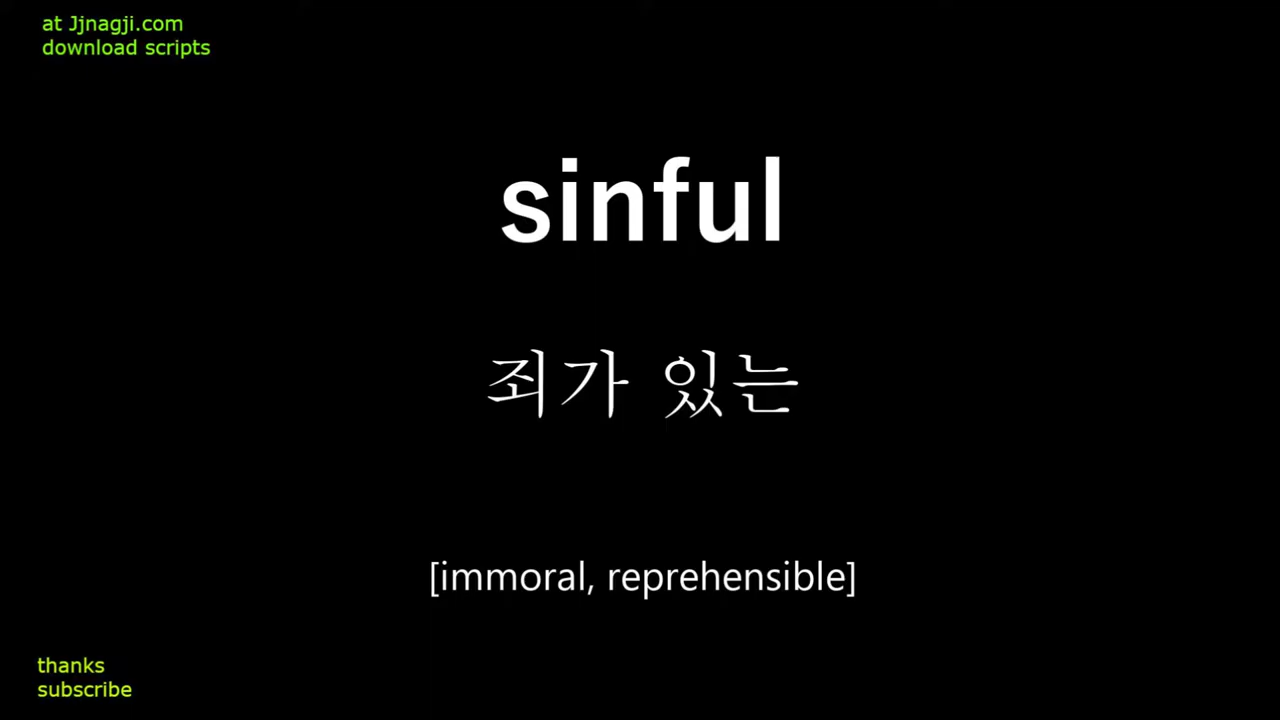 at Jjnagji.com
download scripts
sinful
죄가 있는
[immoral, reprehensible]
thanks
subscribe